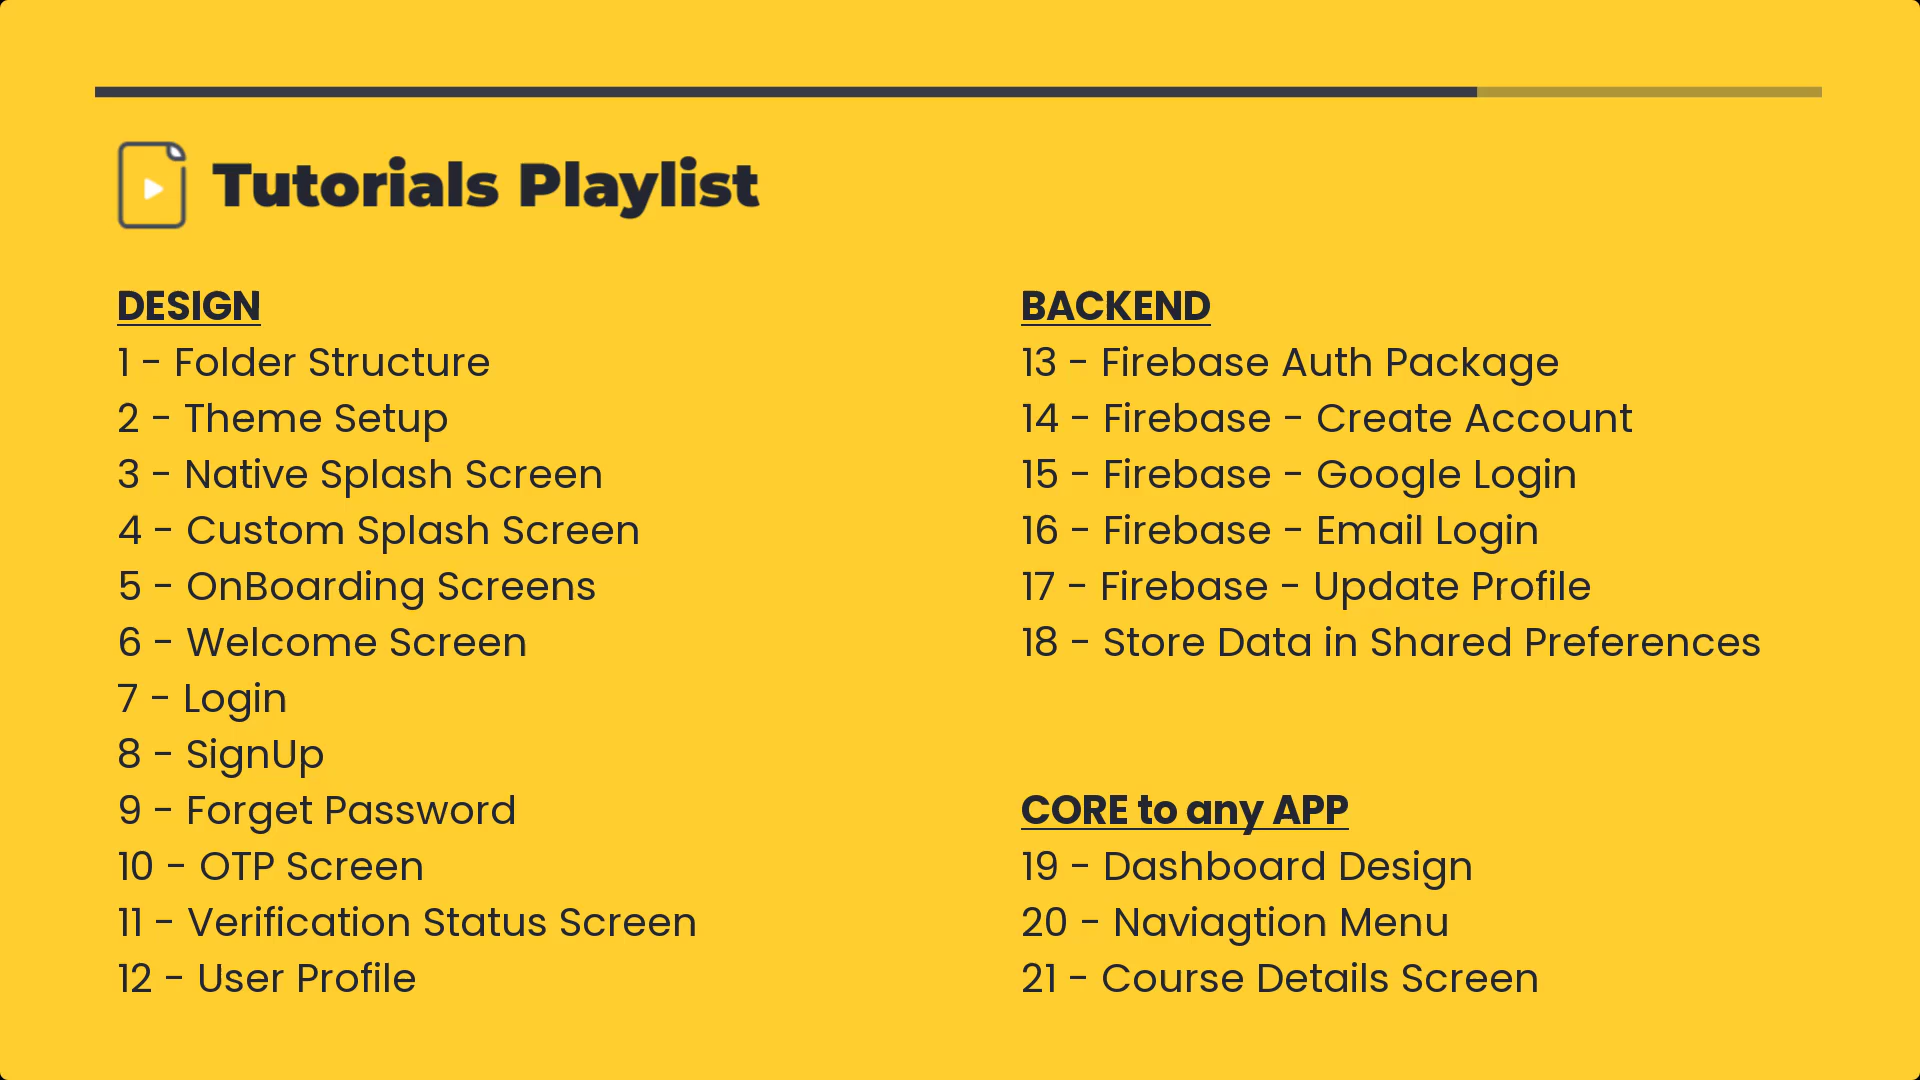 Tutorials Playlist
DESIGN
1 - Folder Structure
2 - Theme Setup
3 - Native Splash Screen
4 - Custom Splash Screen
5 - OnBoarding Screens
6 - Welcome Screen
7 - Login
8 - SignUp
9 - Forget Password
10 - OTP Screen
11 - Verification Status Screen
12 - User Profile
BACKEND
13 - Firebase Auth Package
14 - Firebase - Create Account
15 - Firebase - Google Login
16 - Firebase - Email Login
17 - Firebase - Update Profile
18 - Store Data in Shared Preferences
CORE to any APP
19 - Dashboard Design
20 - Naviagtion Menu
21 - Course Details Screen